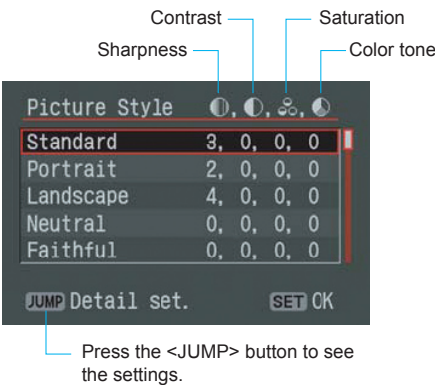 Contrast Saturation
Sharpness Color tone
Picture Style
Standard 3, 0, 0, 0
Portrait 2, 0, 0, 0
Landscape 4, 0, 0, 0
Neutral 0, 0, 0, 0
Faithful 0, 0, 0, 0
JUMP Detail set. SET OK
Press the <JUMP> button to see
the settings.